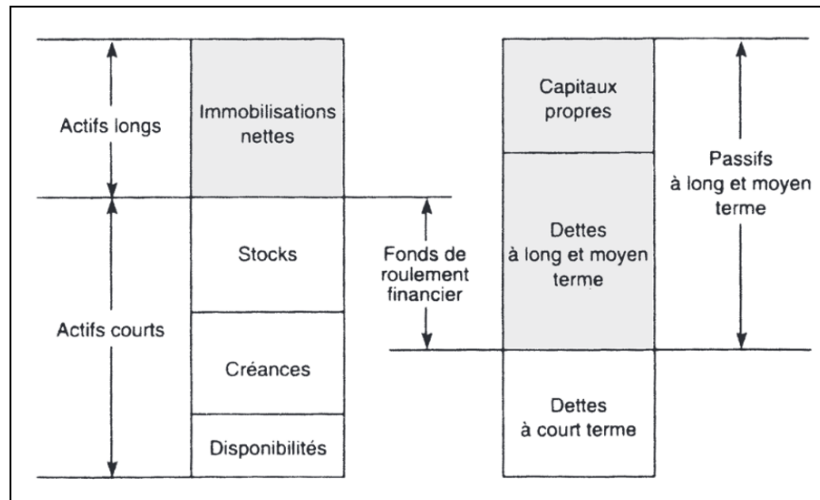 Actifs longs
Immobilisations
nettes
Capitaux
propres
Passifs
à long et moyen
terme
Actifs courts
Stocks
Fonds de
roulement
financier
Dettes
à long et moyen
terme
Créances
Disponibilités
Dettes
à court terme